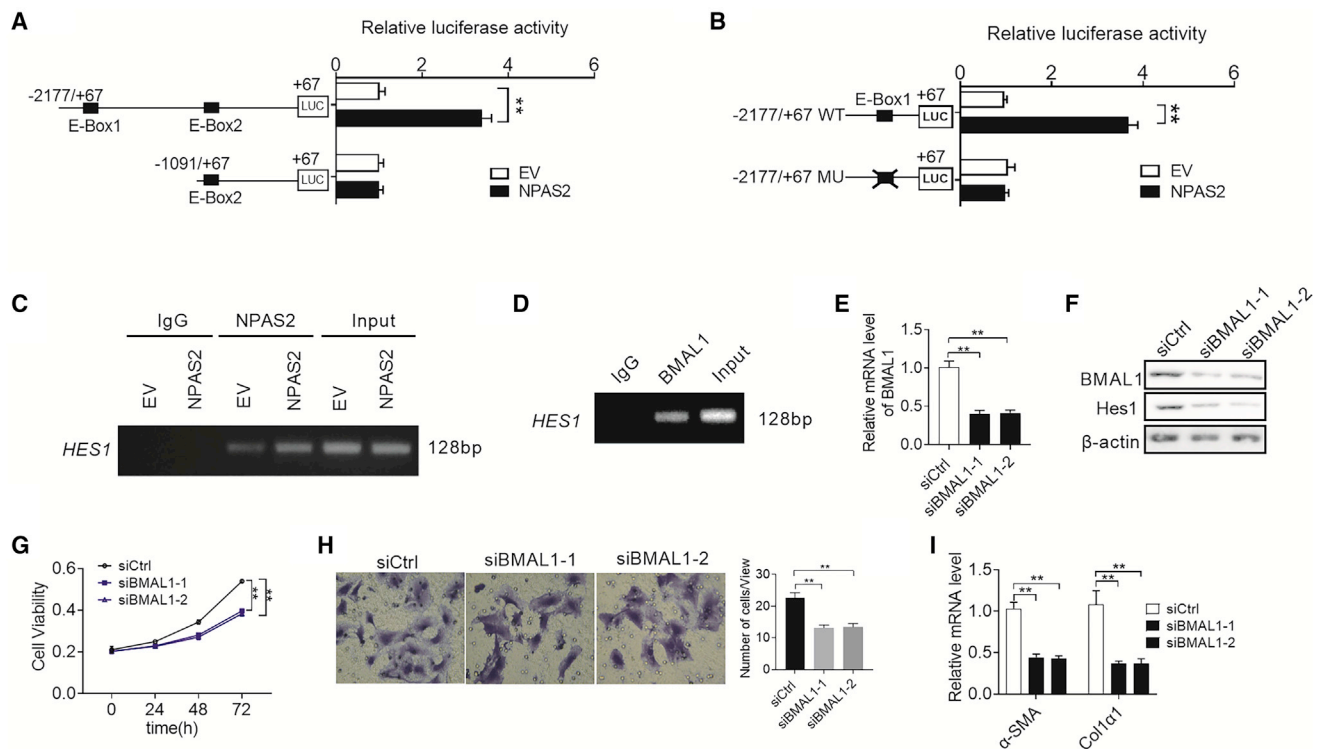 A
Relative luciferase activity
0 2 4 6
-2177/+67
+67
LUC
E-Box1 E-Box2
**
-1091/+67
+67
LUC
E-Box2
EV
NPAS2
B
Relative luciferase activity
0 2 4 6
E-Box1 +67
-2177/+67 WT
LUC
**
+67
-2177/+67 MU
LUC
EV
NPAS2
C
IgG NPAS2 Input
EV NPAS2 EV NPAS2 EV NPAS2
HES1 128bp
D
IgG BMAL1 Input
HES1 128bp
E
Relative mRNA level
of BMAL1
1.5
1.0
0.5
0.0
**
**
siCtrl siBMAL1-1 siBMAL1-2
F
siCtrl siBMAL1-1 siBMAL1-2
BMAL1
Hes1
β-actin
G
Cell Viability
0.6
0.4
0.2
0.0
siCtrl
siBMAL1-1
siBMAL1-2
**
**
0 24 48 72
time(h)
H
siCtrl siBMAL1-1 siBMAL1-2
Number of cells/View
30
20
10
0
**
**
siCtrl siBMAL1-1 siBMAL1-2
I
Relative mRNA level
1.5
1.0
0.5
0.0
**
**
**
**
siCtrl
siBMAL1-1
siBMAL1-2
α-SMA Col1α1